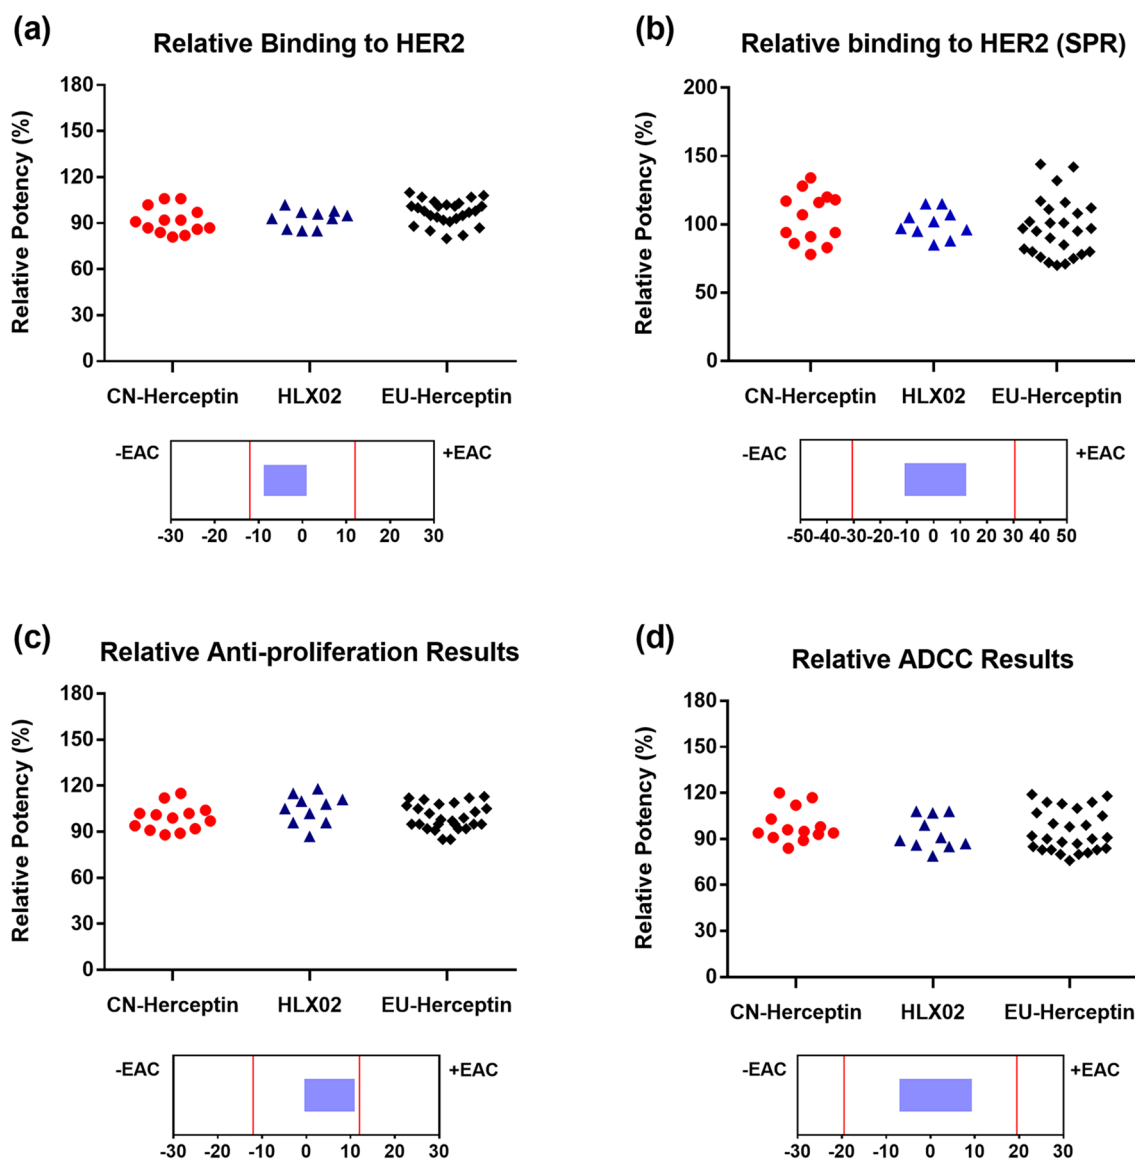 (a)
Relative Binding to HER2
Relative Potency (%)
180
150
120
90
60
30
0
CN-Herceptin HLX02 EU-Herceptin
-EAC +EAC
-30 -20 -10 0 10 20 30
(b)
Relative binding to HER2 (SPR)
Relative Potency (%)
200
150
100
50
0
CN-Herceptin HLX02 EU-Herceptin
-EAC +EAC
-50 -40 -30 -20 -10 0 10 20 30 40 50
(c)
Relative Anti-proliferation Results
Relative Potency (%)
180
150
120
90
60
30
0
CN-Herceptin HLX02 EU-Herceptin
-EAC +EAC
-30 -20 -10 0 10 20 30
(d)
Relative ADCC Results
Relative Potency (%)
180
150
120
90
60
30
0
CN-Herceptin HLX02 EU-Herceptin
-EAC +EAC
-30 -20 -10 0 10 20 30